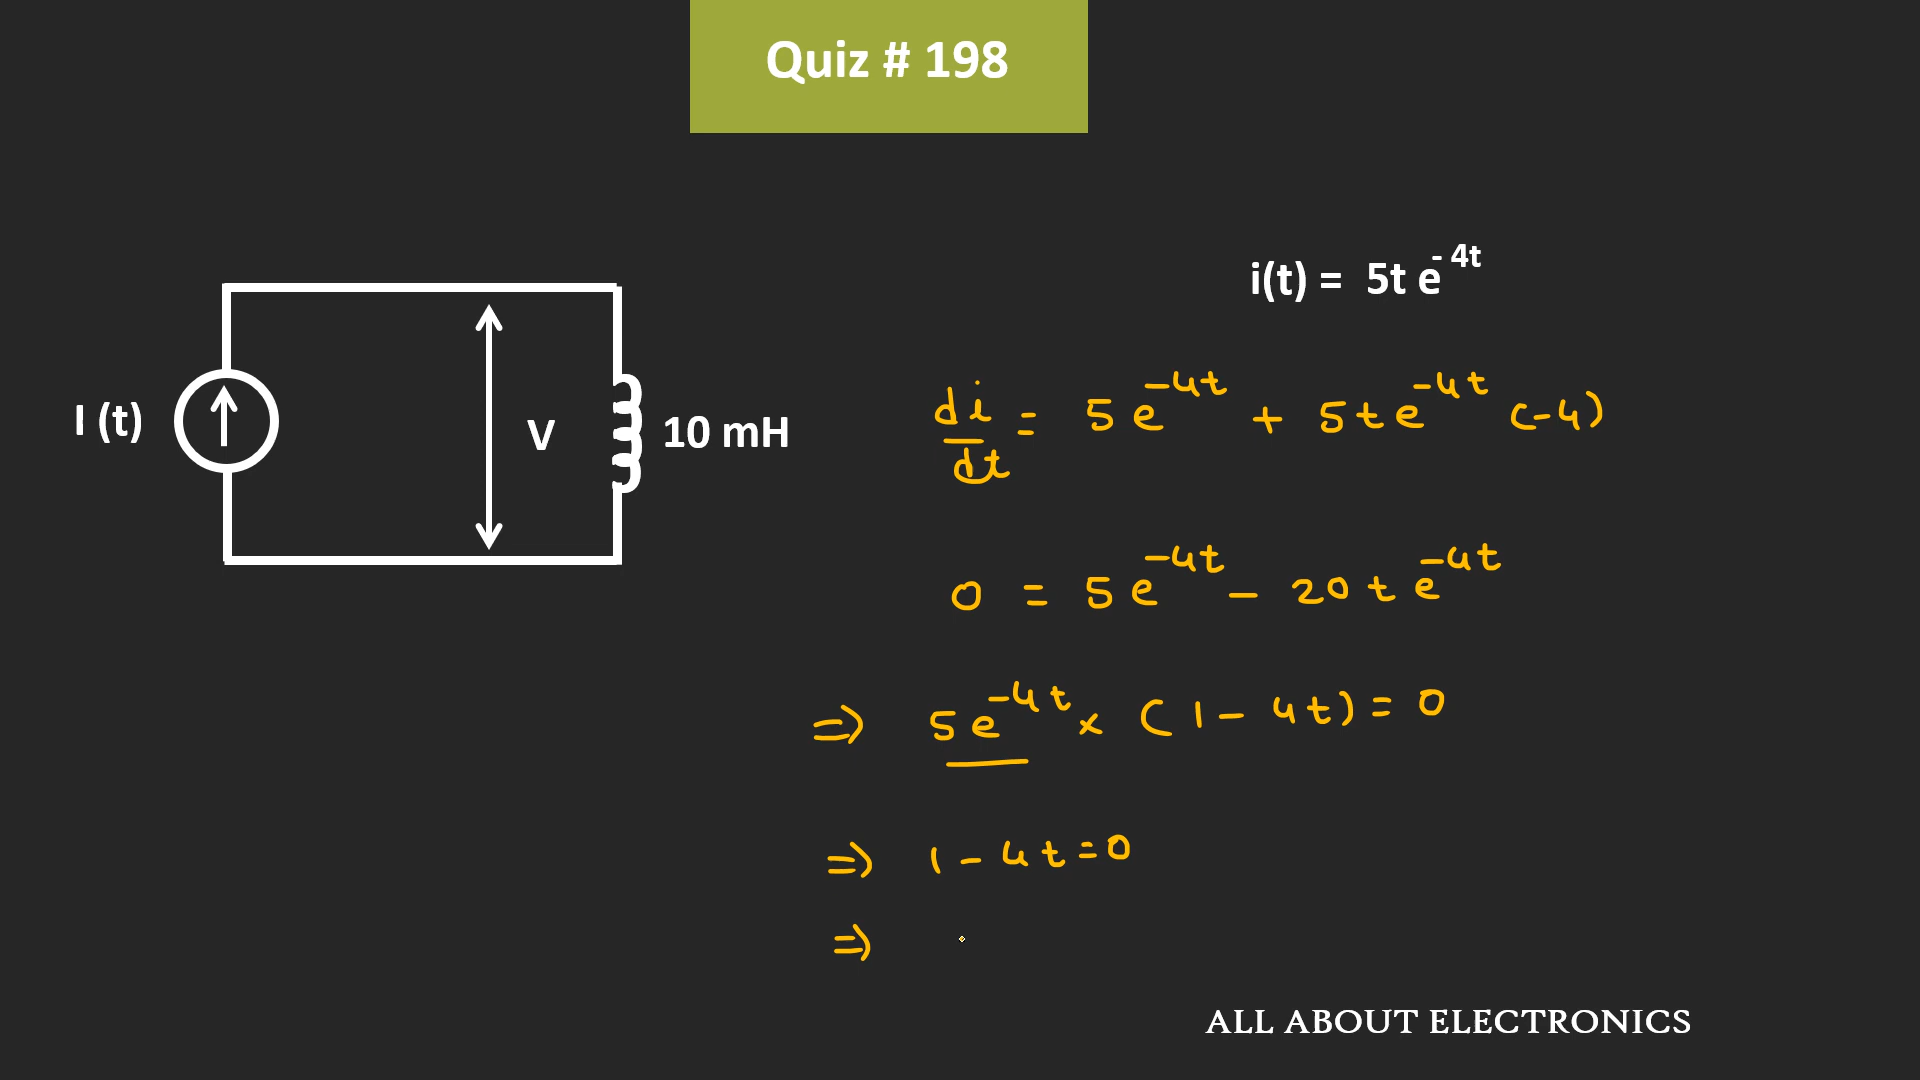 Quiz # 198
I (t)
V
10 mH
i(t) = 5t e^{- 4t}
di/dt = 5 e^{-4t} + 5 t e^{-4t} (-4)
0 = 5 e^{-4t} - 20 t e^{-4t}
⇒ 5 e^{-4t} × (1 - 4t) = 0
⇒ 1 - 4t = 0
⇒
ALL ABOUT ELECTRONICS